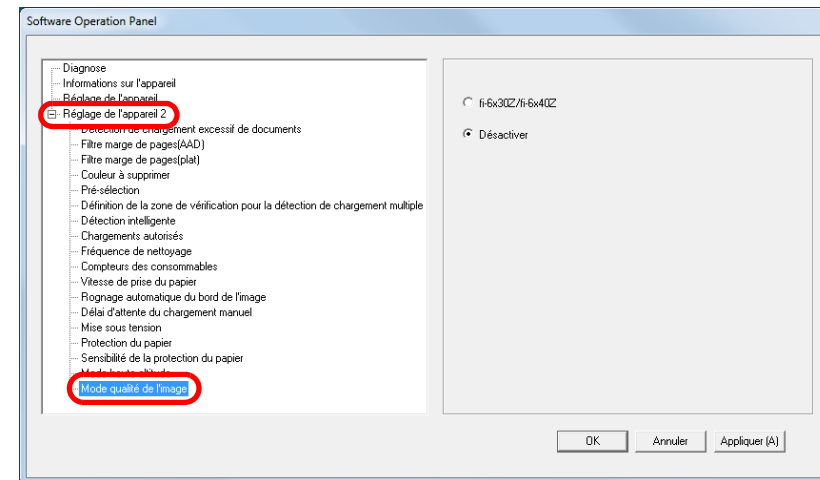 Software Operation Panel
Diagnose
Informations sur l'appareil
Réglage de l'appareil
Réglage de l'appareil 2
Détection de chargement excessif de documents
Filtre marge de pages(AAD)
Filtre marge de pages(plat)
Couleur à supprimer
Pré-sélection
Définition de la zone de vérification pour la détection de chargement multiple
Détection intelligente
Chargements autorisés
Fréquence de nettoyage
Compteurs des consommables
Vitesse de prise du papier
Rognage automatique du bord de l'image
Délai d'attente du chargement manuel
Mise sous tension
Protection du papier
Sensibilité de la protection du papier
Mode haute altitude
Mode qualité de l'image
fi-6x30Z/fi-6x40Z
Désactiver
OK Annuler Appliquer (A)